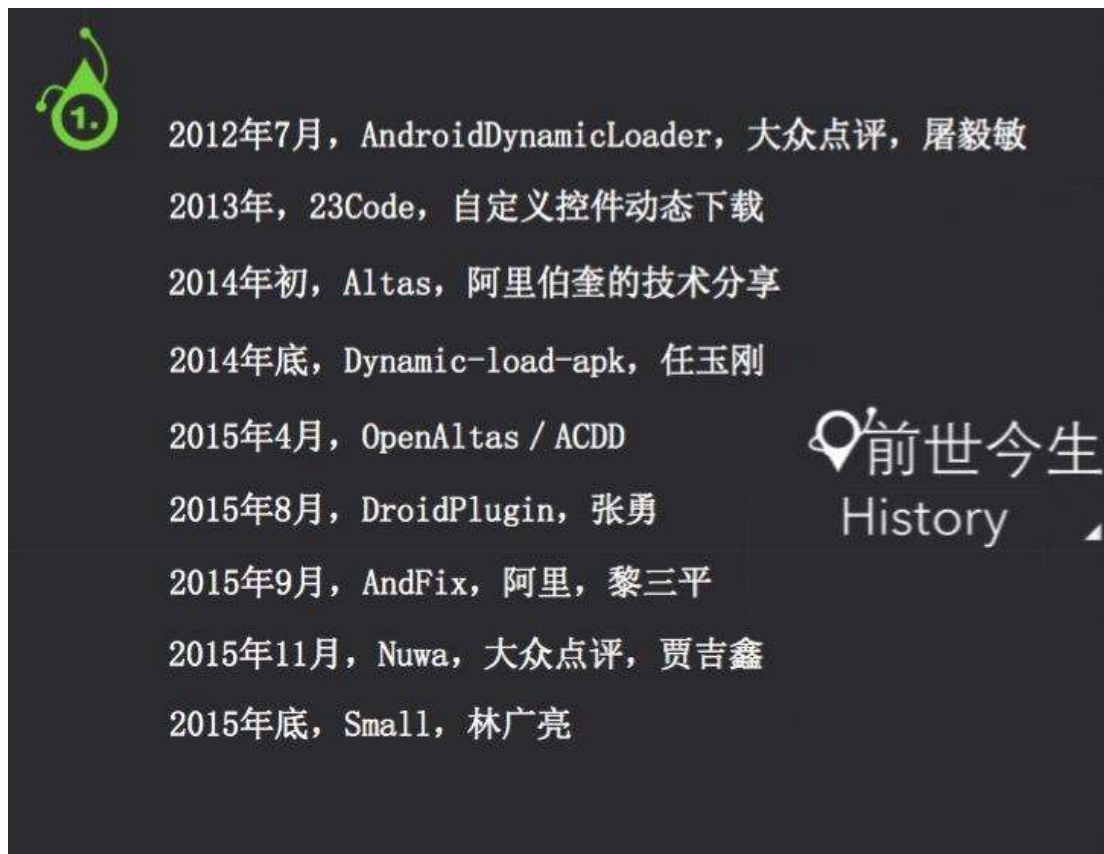 1.
2012年7月，AndroidDynamicLoader，大众点评，屠毅敏
2013年，23Code，自定义控件动态下载
2014年初，Altas，阿里伯奎的技术分享
2014年底，Dynamic-load-apk，任玉刚
2015年4月，OpenAltas / ACDD
2015年8月，DroidPlugin，张勇
2015年9月，AndFix，阿里，黎三平
2015年11月，Nuwa，大众点评，贾吉鑫
2015年底，Small，林广亮
前世今生
History